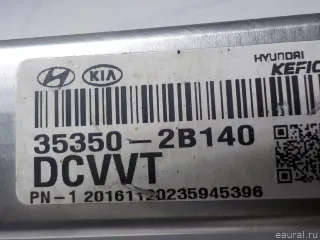 HYUNDAI
KIA
KEFIC
35350-2B140
DCVVT
PN-1 20161120235945396
eaural.ru